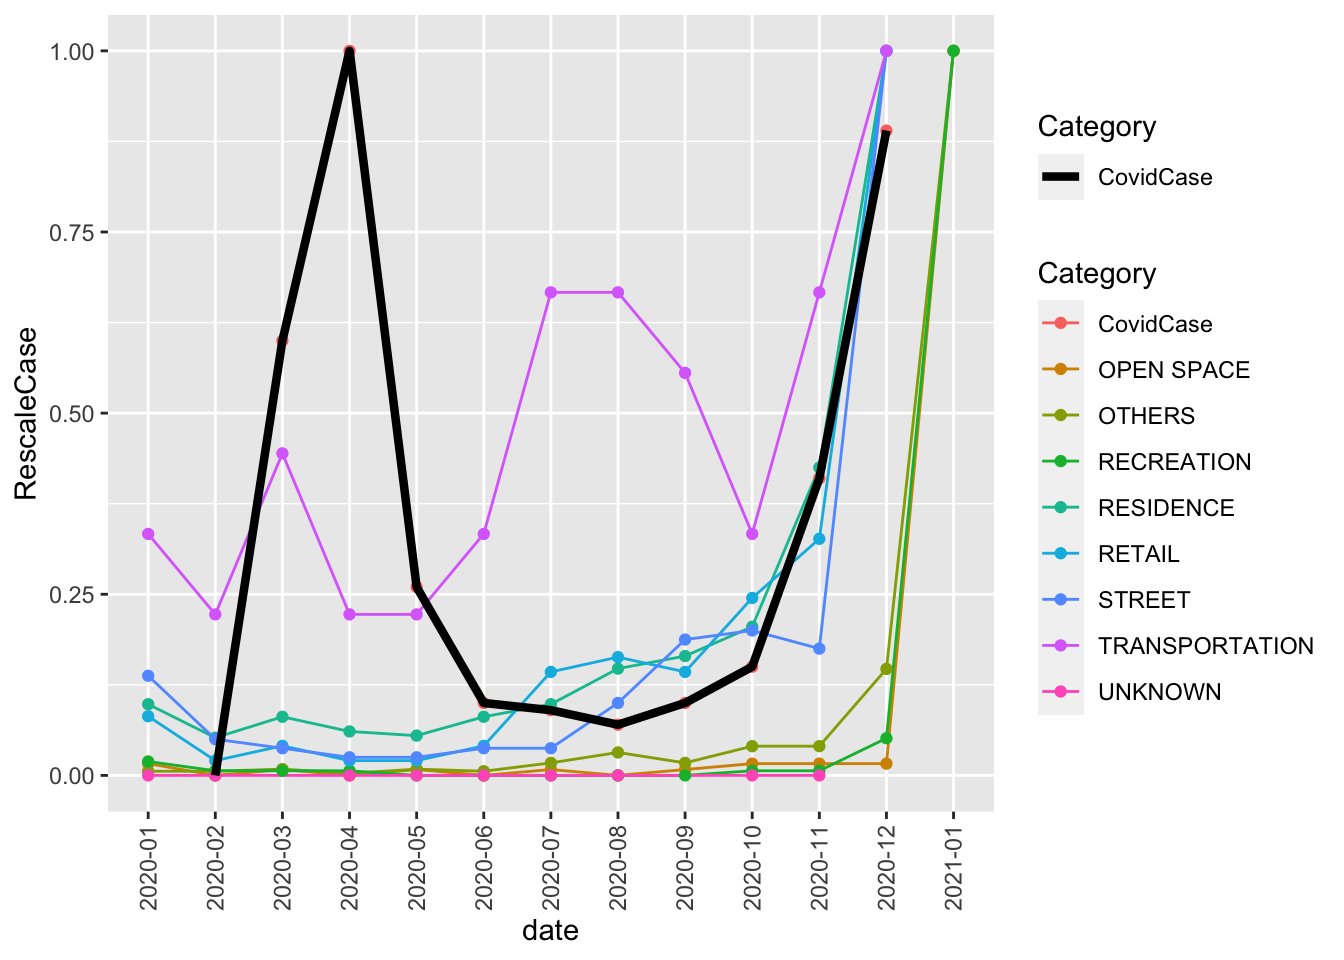 1.00
0.75
0.50
0.25
0.00
RescaleCase
2020-01
2020-02
2020-03
2020-04
2020-05
2020-06
2020-07
2020-08
2020-09
2020-10
2020-11
2020-12
2021-01
date
Category
CovidCase
Category
CovidCase
OPEN SPACE
OTHERS
RECREATION
RESIDENCE
RETAIL
STREET
TRANSPORTATION
UNKNOWN